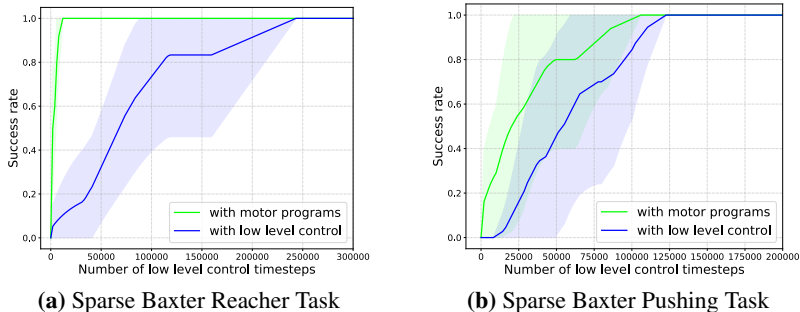 1.0
0.8
0.6
0.4
0.2
0.0
Success rate
with motor programs
with low level control
0 50000 100000 150000 200000 250000 300000
Number of low level control timesteps
(a) Sparse Baxter Reacher Task
1.0
0.8
0.6
0.4
0.2
0.0
Success rate
with motor programs
with low level control
0 25000 50000 75000 100000 125000 150000 175000 200000
Number of low level control timesteps
(b) Sparse Baxter Pushing Task